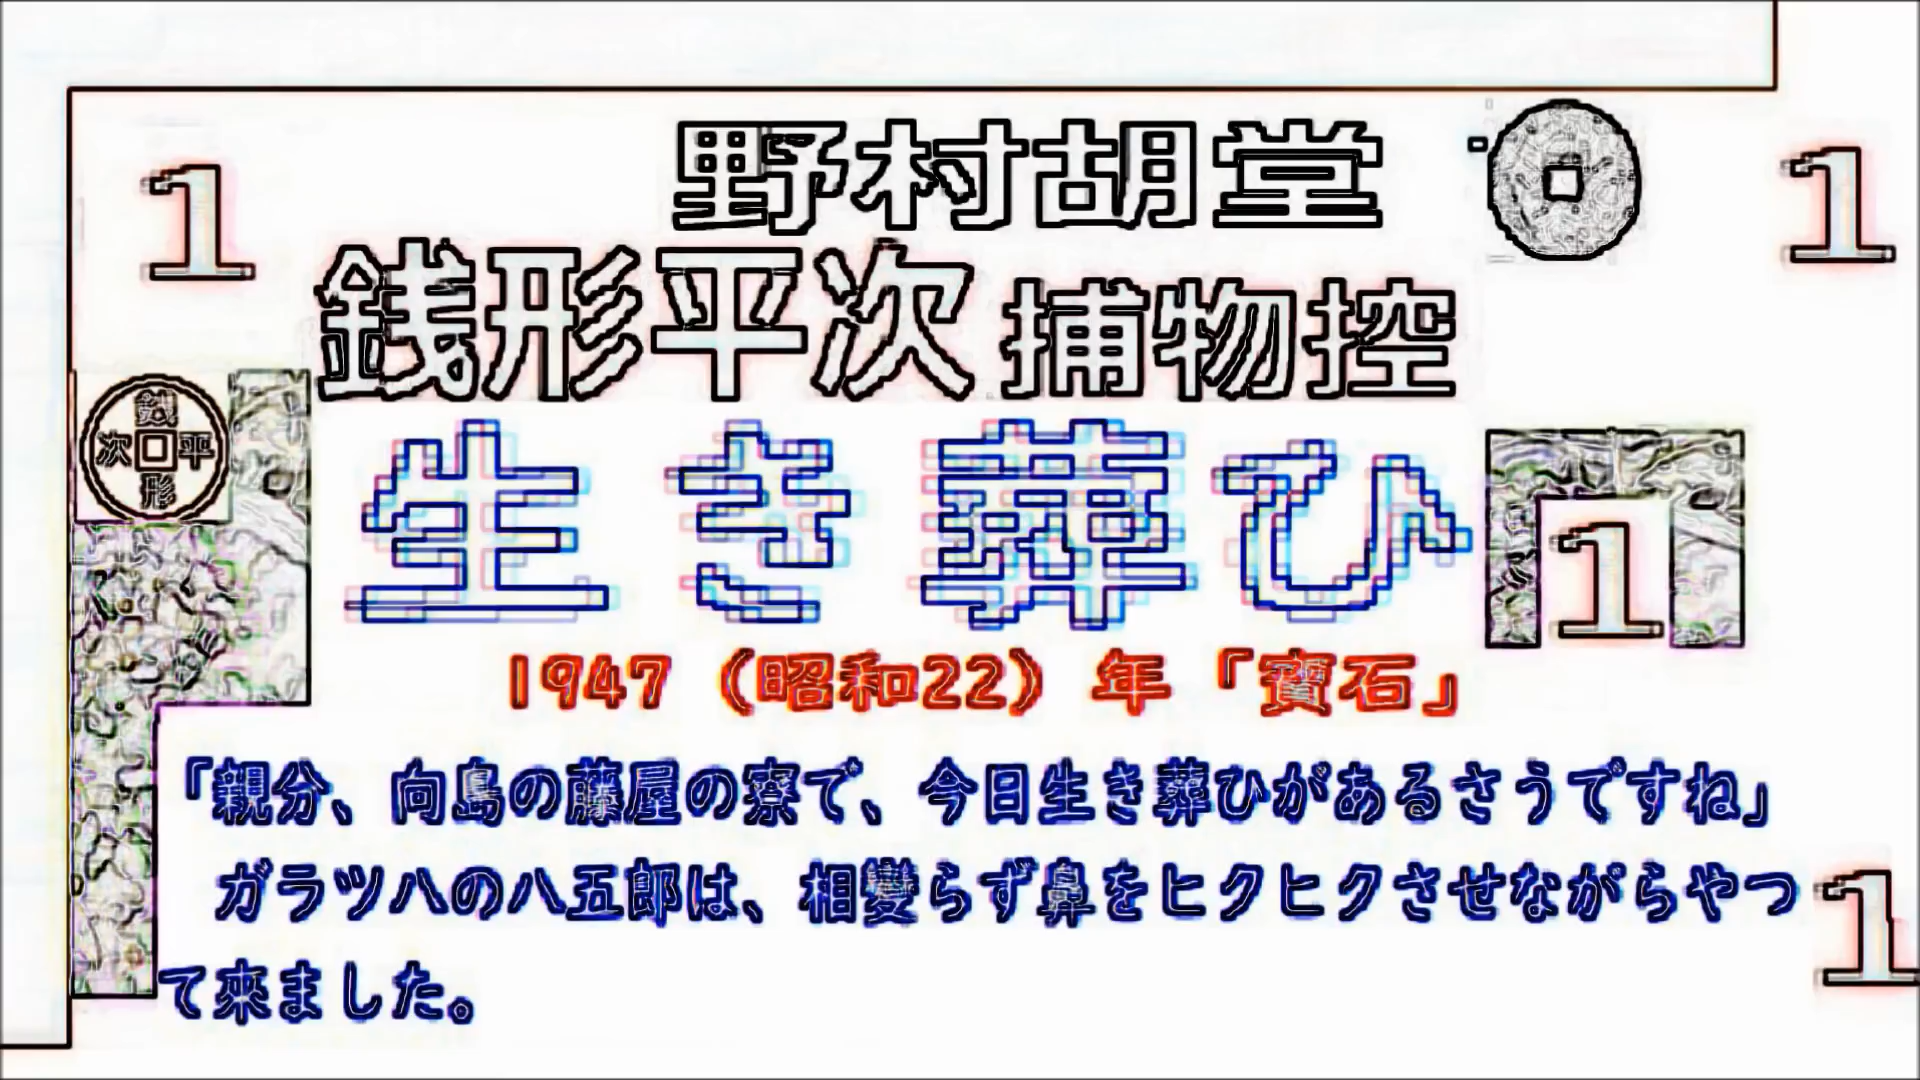 野村胡堂
1
1
銭形平次 捕物控
銭形平次
生き葬ひ
1
1947（昭和22）年「寶石」
「親分、向島の藤屋の寮で、今日生き葬ひがあるさうですね」
ガラツハの八五郎は、相變らず鼻をヒクヒクさせながらやつ
て來ました。
1